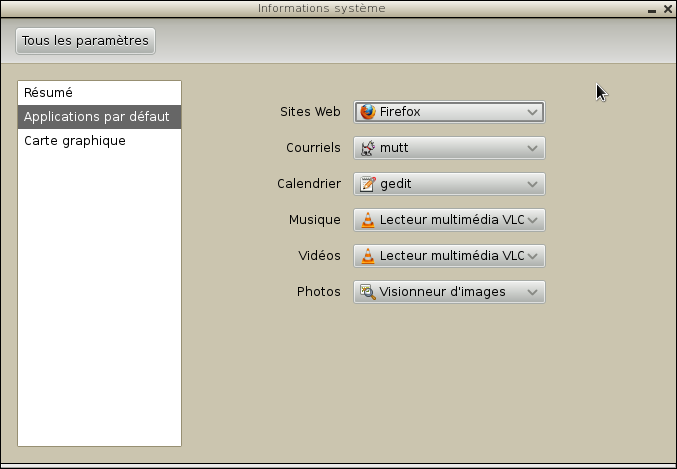 Informations système
Tous les paramètres
Résumé
Applications par défaut
Carte graphique
Sites Web Firefox
Courriels mutt
Calendrier gedit
Musique Lecteur multimédia VLC
Vidéos Lecteur multimédia VLC
Photos Visionneur d'images